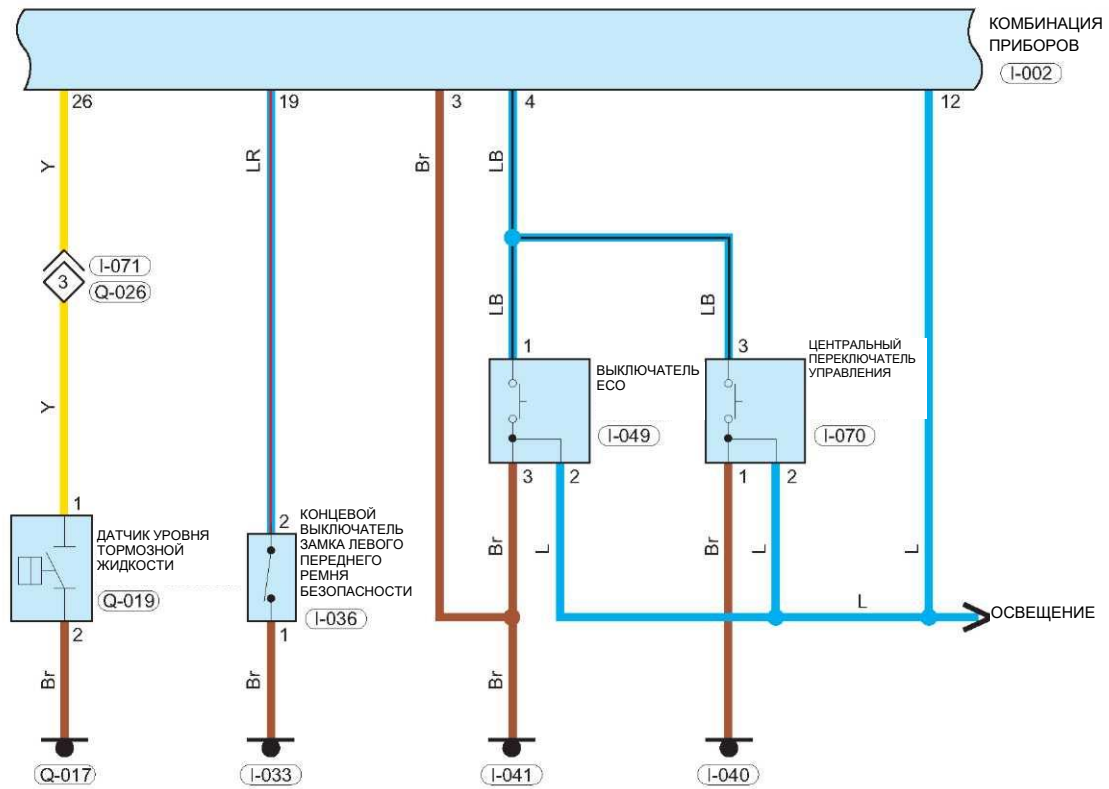 КОМБИНАЦИЯ
ПРИБОРОВ
I-002
26
19
3
4
12
Y
LR
Br
LB
I-071
3
Q-026
LB
LB
1
3
ЦЕНТРАЛЬНЫЙ
ПЕРЕКЛЮЧАТЕЛЬ
УПРАВЛЕНИЯ
ВЫКЛЮЧАТЕЛЬ
ECO
I-049
I-070
Y
3
2
1
2
1
ДАТЧИК УРОВНЯ
ТОРМОЗНОЙ
ЖИДКОСТИ
Q-019
2
2
КОНЦЕВОЙ
ВЫКЛЮЧАТЕЛЬ
ЗАМКА ЛЕВОГО
ПЕРЕДНЕГО
РЕМНЯ
БЕЗОПАСНОСТИ
I-036
1
Br
L
Br
L
L
L
ОСВЕЩЕНИЕ
Br
Br
Br
Q-017
I-033
I-041
I-040